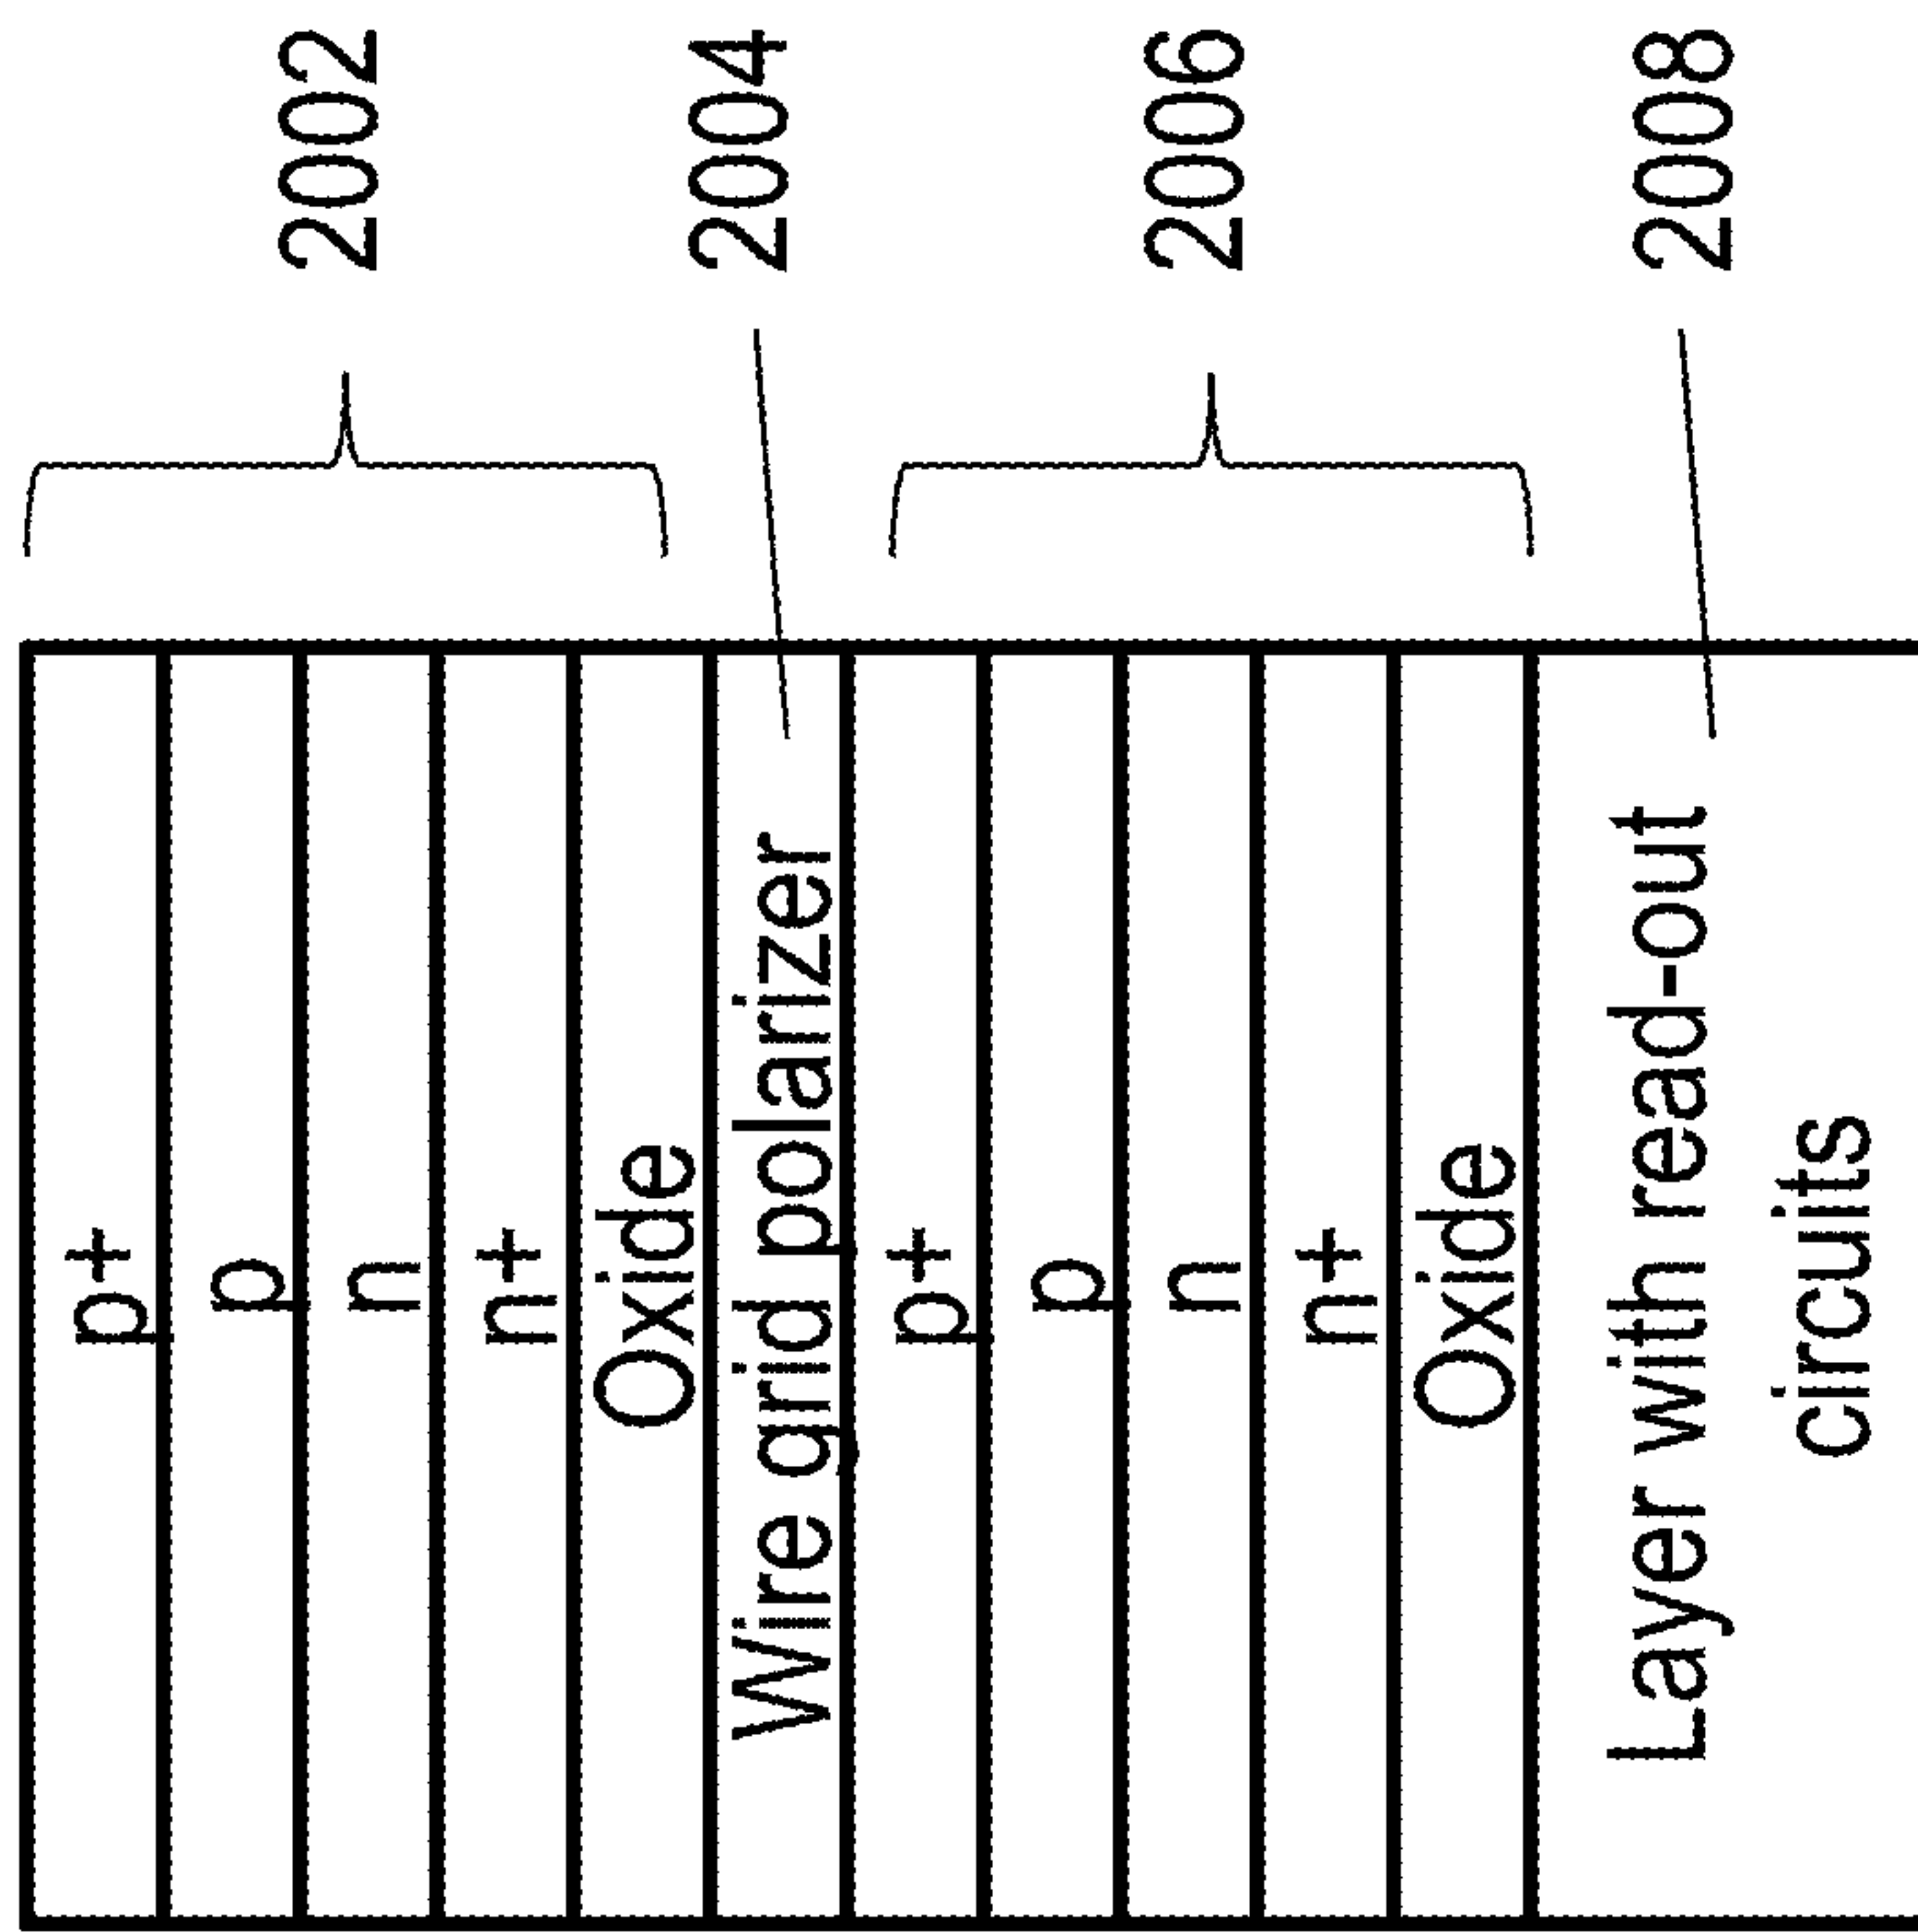 p+
p
n
n+
Oxide
Wire grid polarizer
p+
p
n
n+
Oxide
Layer with read-out
circuits
2002
2004
2006
2008